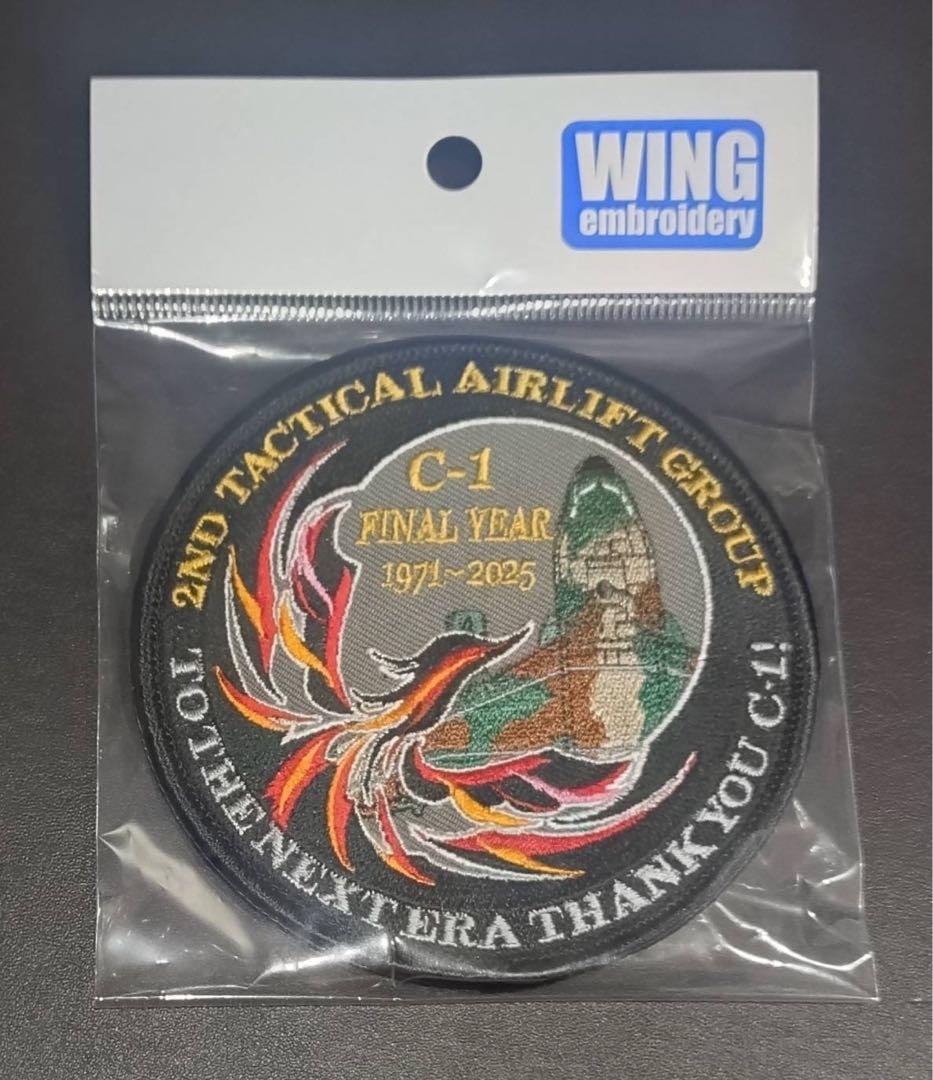 WING
embroidery
2ND TACTICAL AIRLIFT GROUP
C-1
FINAL YEAR
1971~2025
TO THE NEXT ERA THANK YOU C-1!